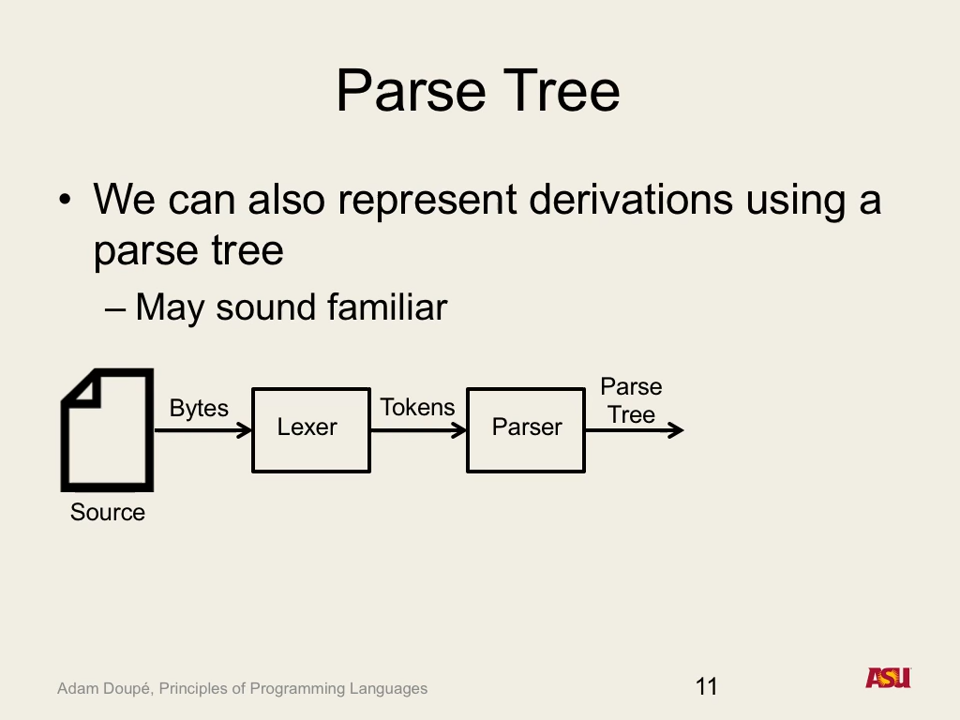 Parse Tree
• We can also represent derivations using a
parse tree
– May sound familiar
Bytes
Lexer
Tokens
Parser
Parse
Tree
Source
Adam Doupé, Principles of Programming Languages
11
ASU